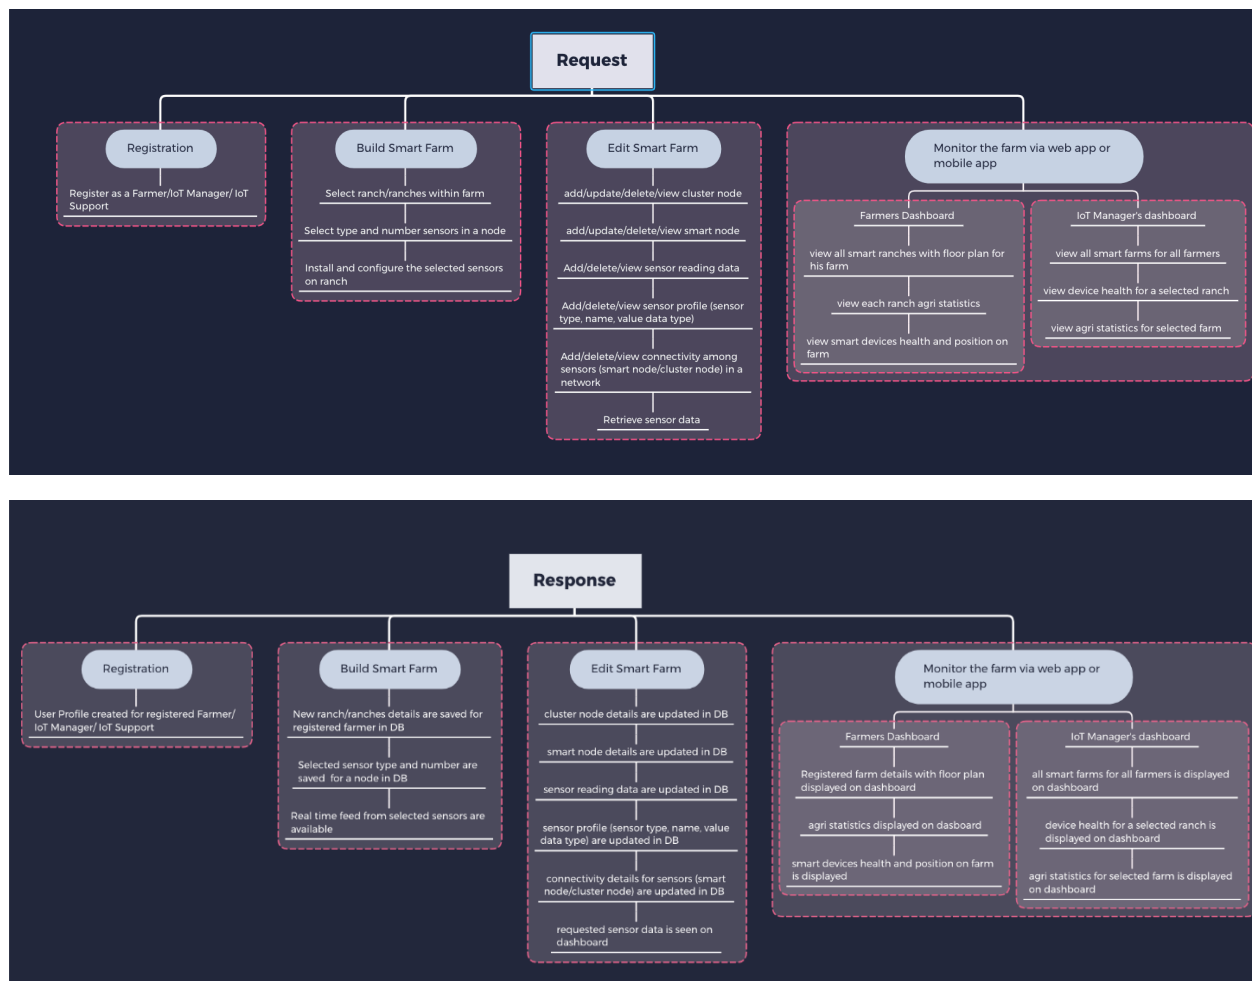 Request
Registration
Register as a Farmer/IoT Manager/ IoT
Support
Build Smart Farm
Select ranch/ranches within farm
Select type and number sensors in a node
Install and configure the selected sensors
on ranch
Edit Smart Farm
add/update/delete/view cluster node
add/update/delete/view smart node
Add/delete/view sensor reading data
Add/delete/view sensor profile (sensor
type, name, value data type)
Add/delete/view connectivity among
sensors (smart node/cluster node) in a
network
Retrieve sensor data
Monitor the farm via web app or
mobile app
Farmers Dashboard
view all smart ranches with floor plan for
his farm
view each ranch agri statistics
view smart devices health and position on
farm
IoT Manager's dashboard
view all smart farms for all farmers
view device health for a selected ranch
view agri statistics for selected farm
Response
Registration
User Profile created for registered Farmer/
IoT Manager/ IoT Support
Build Smart Farm
New ranch/ranches details are saved for
registered farmer in DB
Selected sensor type and number are
saved for a node in DB
Real time feed from selected sensors are
available
Edit Smart Farm
cluster node details are updated in DB
smart node details are updated in DB
sensor reading data are updated in DB
sensor profile (sensor type, name, value
data type) are updated in DB
connectivity details for sensors (smart
node/cluster node) are updated in DB
requested sensor data is seen on
dashboard
Monitor the farm via web app or
mobile app
Farmers Dashboard
Registered farm details with floor plan
displayed on dashboard
agri statistics displayed on dasboard
smart devices health and position on farm
is displayed
IoT Manager's dashboard
all smart farms for all farmers is displayed
on dashboard
device health for a selected ranch is
displayed on dashboard
agri statistics for selected farm is displayed
on dashboard